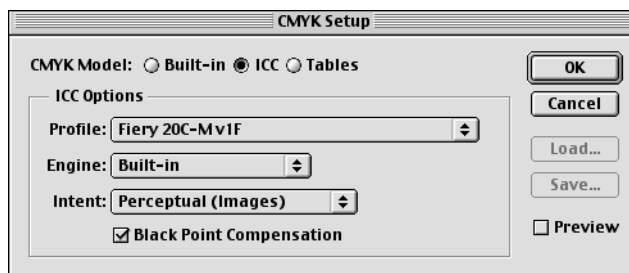 CMYK Setup
CMYK Model: Built-in ICC Tables
OK
ICC Options
Cancel
Profile: Fiery 20C-M v1F
Load...
Engine: Built-in
Save...
Intent: Perceptual (Images)
Preview
Black Point Compensation